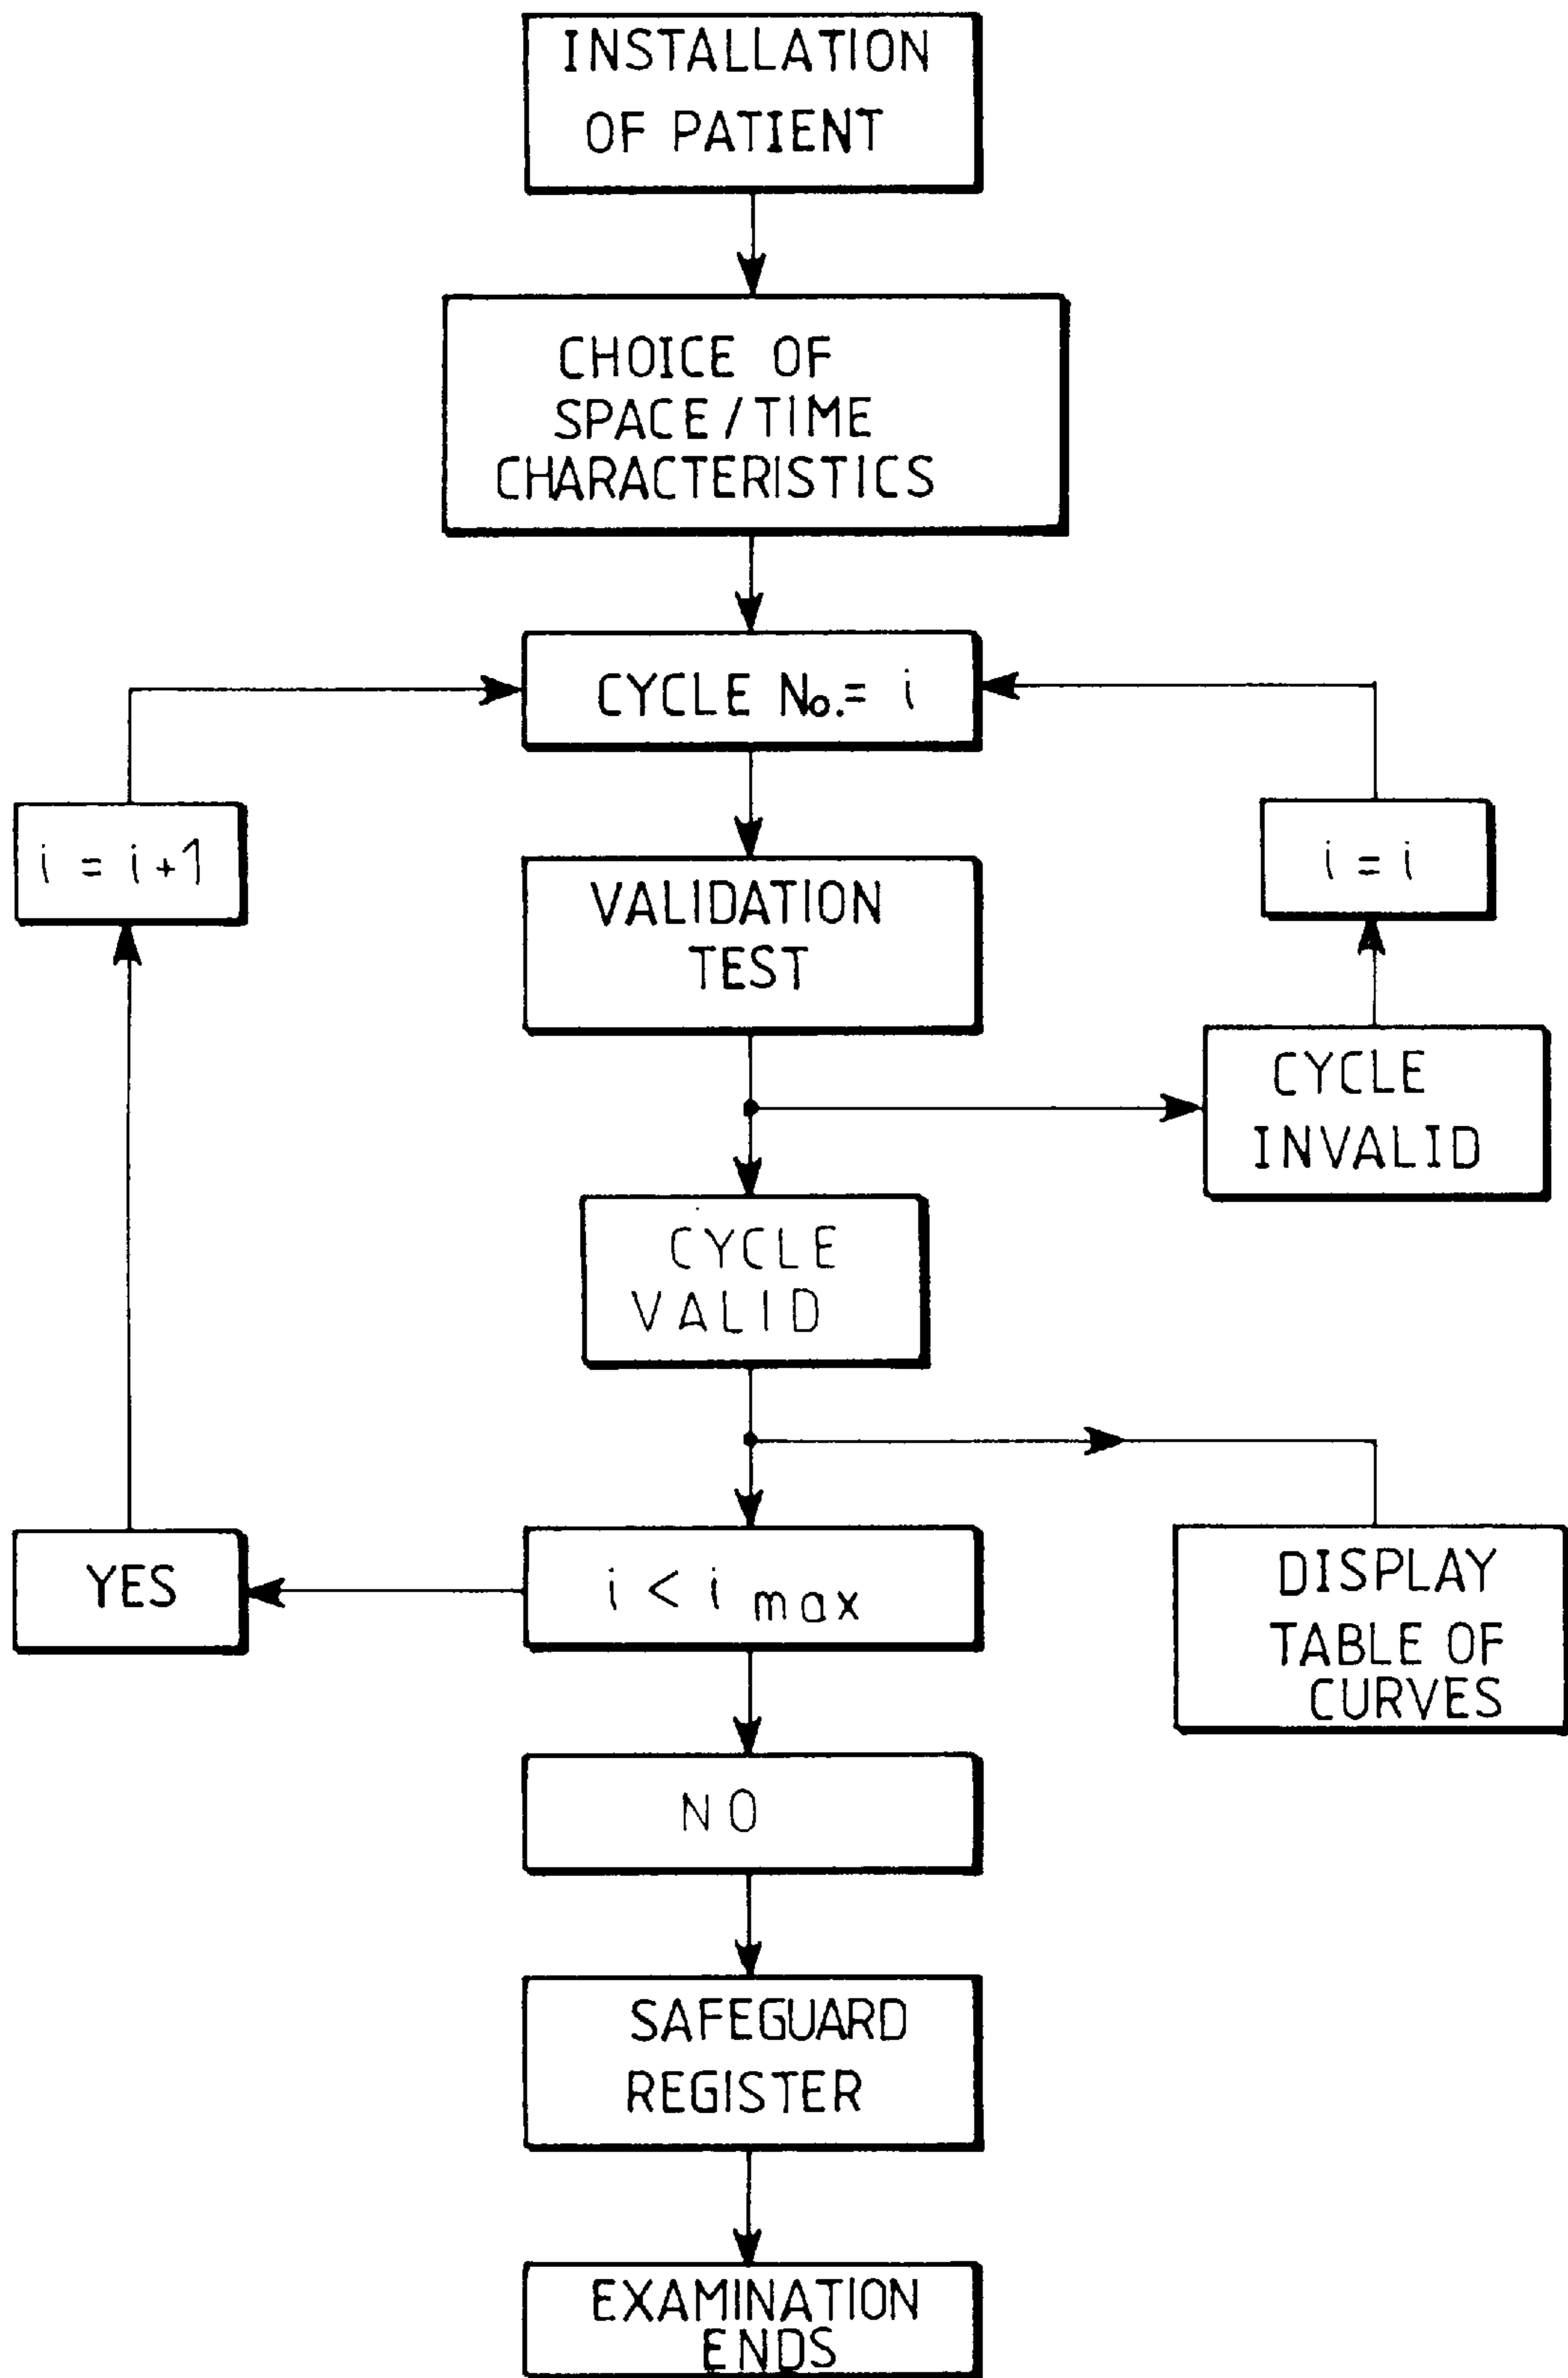 INSTALLATION
OF PATIENT
CHOICE OF
SPACE/TIME
CHARACTERISTICS
CYCLE No.= i
i = i+1
i = i
VALIDATION
TEST
CYCLE
INVALID
CYCLE
VALID
YES
i < i max
DISPLAY
TABLE OF
CURVES
NO
SAFEGUARD
REGISTER
EXAMINATION
ENDS